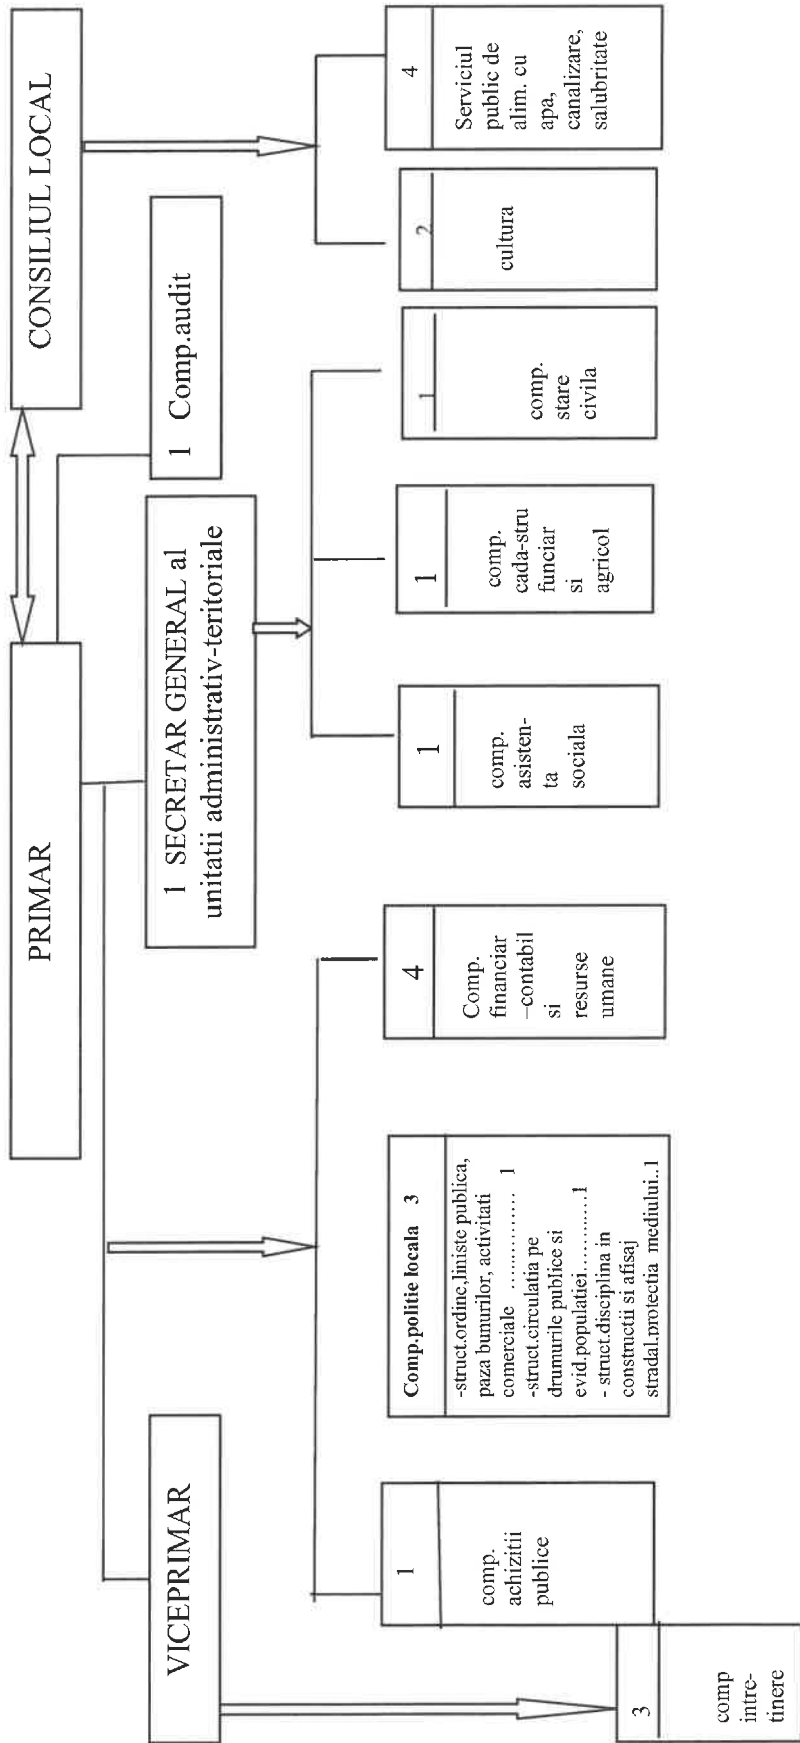 CONSILIUL LOCAL
PRIMAR
1 Comp.audit
1 SECRETAR GENERAL al
unitatii administrativ-teritoriale
VICEPRIMAR
3
comp
intre-
tinere
1
comp.
achizitii
publice
Comp.politie locala 3
-struct.ordine,liniste publica,
paza bunurilor, activitati
comerciale ............... 1
-struct.circulatia pe
drumurile publice si
evid.populatiei............1
- struct.disciplina in
constructii si afisaj
stradal.protectia mediului..1
4
Comp.
financiar
–contabil
si
resurse
umane
1
comp.
asisten-
ta
sociala
1
comp.
cada-stru
funciar
si
agricol
1
comp.
stare
civila
2
cultura
4
Serviciul
public de
alim. cu
apa,
canalizare,
salubritate